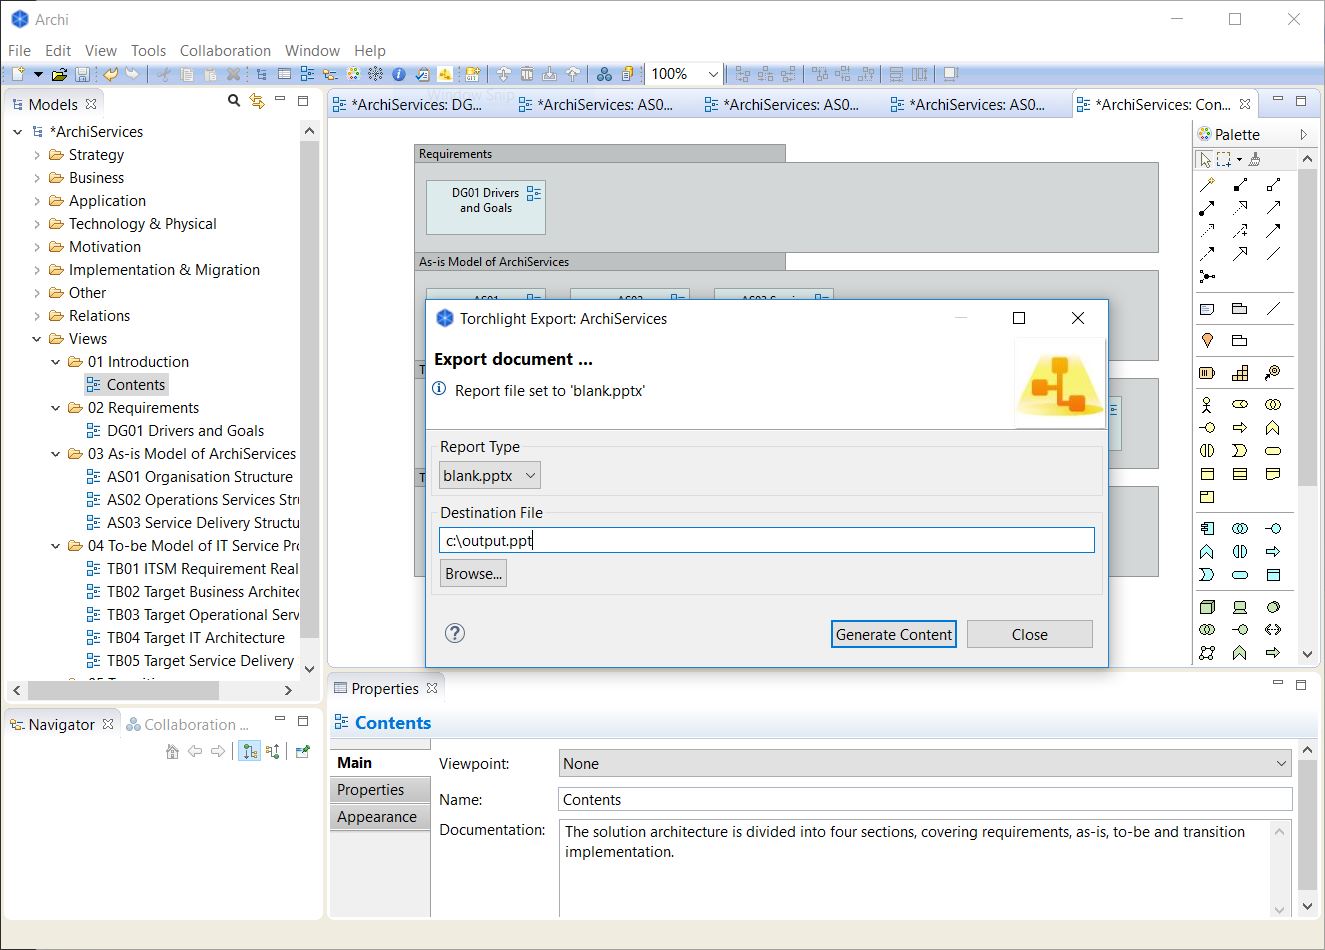 Archi
File Edit View Tools Collaboration Window Help
100%
Window Snip
Models
*ArchiServices
Strategy
Business
Application
Technology & Physical
Motivation
Implementation & Migration
Other
Relations
Views
01 Introduction
Contents
02 Requirements
DG01 Drivers and Goals
03 As-is Model of ArchiServices
AS01 Organisation Structure
AS02 Operations Services Stru
AS03 Service Delivery Structu
04 To-be Model of IT Service Pro
TB01 ITSM Requirement Real
TB02 Target Business Architec
TB03 Target Operational Serv
TB04 Target IT Architecture
TB05 Target Service Delivery
Navigator
Collaboration ...
*ArchiServices: DG...
*ArchiServices: AS0...
*ArchiServices: AS0...
*ArchiServices: AS0...
*ArchiServices: Con...
Requirements
DG01 Drivers
and Goals
As-is Model of ArchiServices
Palette
Torchlight Export: ArchiServices
Export document ...
Report file set to 'blank.pptx'
Report Type
blank.pptx
Destination File
c:\output.ppt
Browse...
Generate Content
Close
Properties
Contents
Main
Properties
Appearance
Viewpoint:
None
Name:
Contents
Documentation:
The solution architecture is divided into four sections, covering requirements, as-is, to-be and transition
implementation.